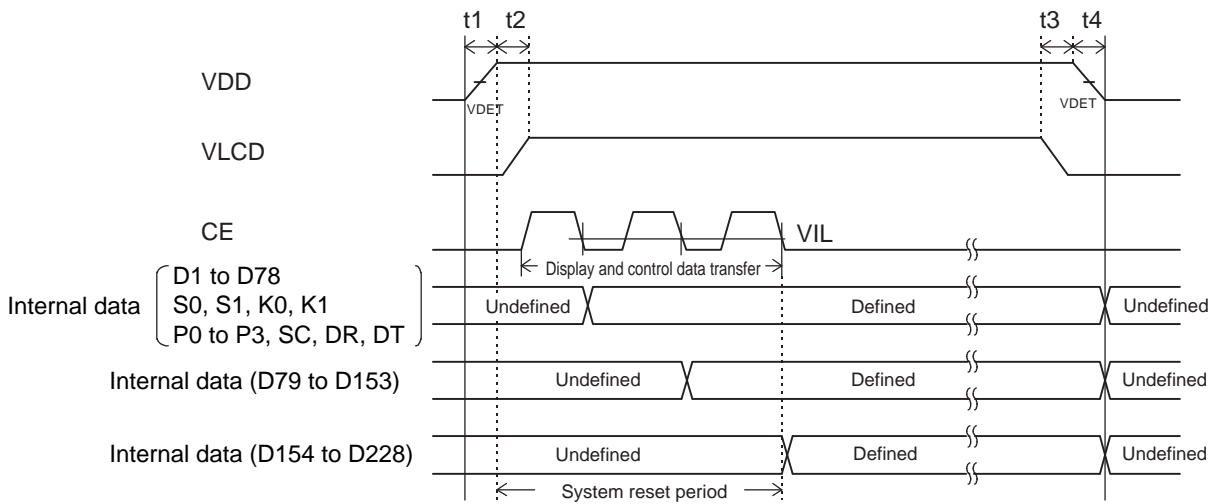 t1 t2 t3 t4
VDD
VDET VDET
VLCD
CE
VIL
Display and control data transfer
Internal data
D1 to D78
S0, S1, K0, K1
P0 to P3, SC, DR, DT
Undefined Defined Undefined
Internal data (D79 to D153)
Undefined Defined Undefined
Internal data (D154 to D228)
Undefined Defined Undefined
System reset period